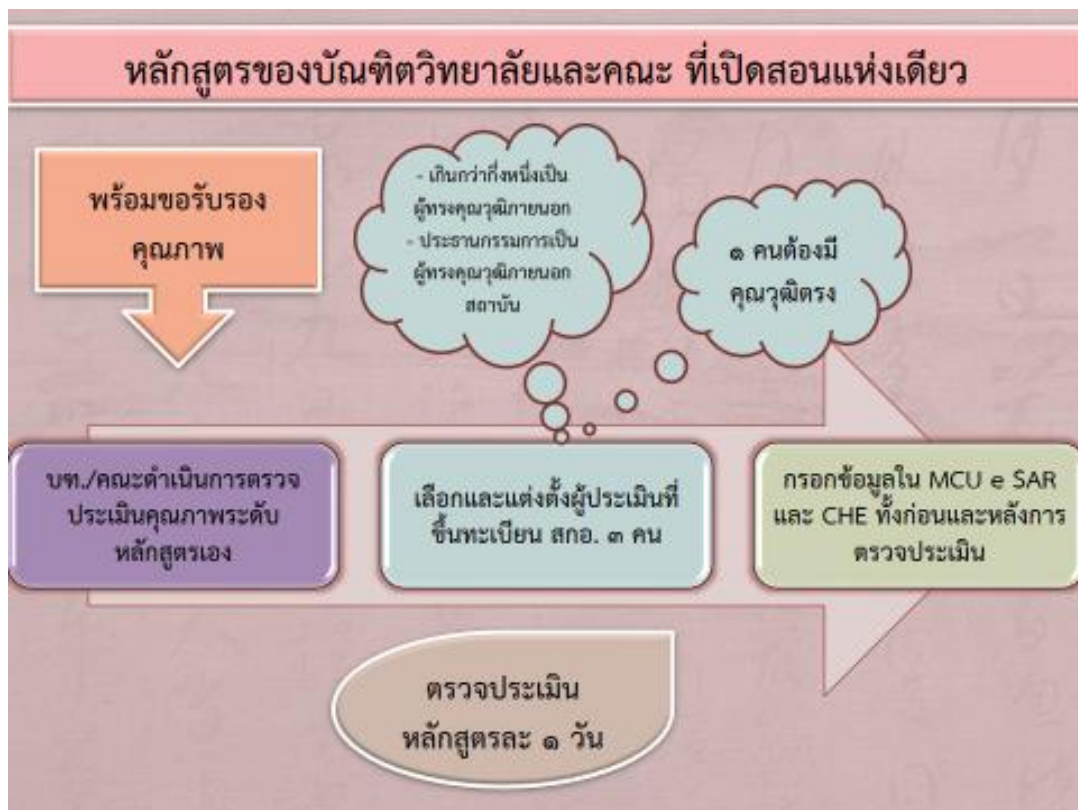 หลักสูตรของบัณฑิตวิทยาลัยและคณะ ที่เปิดสอนแห่งเดียว
พร้อมขอรับรอง
คุณภาพ
- เกินกว่ากึ่งหนึ่งเป็น
ผู้ทรงคุณวุฒิภายนอก
- ประธานกรรมการเป็น
ผู้ทรงคุณวุฒิภายนอก
สถาบัน
๑ คนต้องมี
คุณวุฒิตรง
บฑ./คณะดำเนินการตรวจ
ประเมินคุณภาพระดับ
หลักสูตรเอง
เลือกและแต่งตั้งผู้ประเมินที่
ขึ้นทะเบียน สกอ. ๓ คน
กรอกข้อมูลใน MCU e SAR
และ CHE ทั้งก่อนและหลังการ
ตรวจประเมิน
ตรวจประเมิน
หลักสูตรละ ๑ วัน